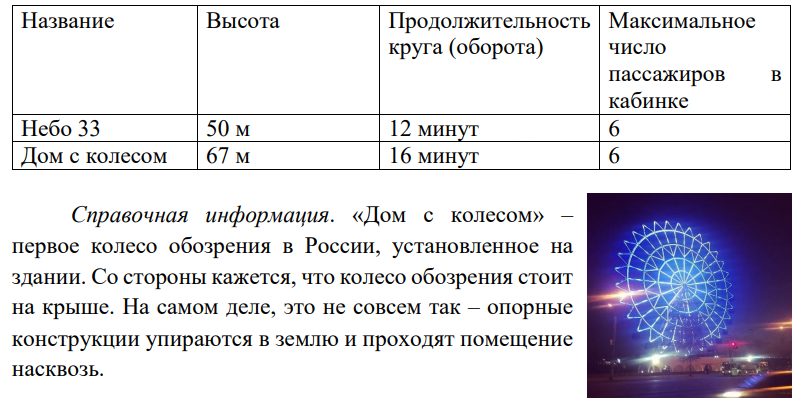 Название Высота Продолжительность круга (оборота) Максимальное число пассажиров в кабинке
Небо 33 50 м 12 минут 6
Дом с колесом 67 м 16 минут 6
Справочная информация. «Дом с колесом» –
первое колесо обозрения в России, установленное на
здании. Со стороны кажется, что колесо обозрения стоит
на крыше. На самом деле, это не совсем так – опорные
конструкции упираются в землю и проходят помещение
насквозь.